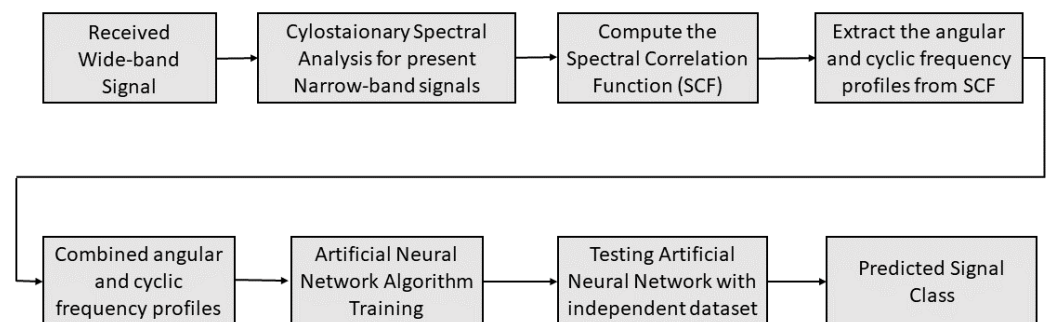 Received
Wide-band
Signal
Cylostaionary Spectral
Analysis for present
Narrow-band signals
Compute the
Spectral Correlation
Function (SCF)
Extract the angular
and cyclic frequency
profiles from SCF
Combined angular
and cyclic
frequency profiles
Artificial Neural
Network Algorithm
Training
Testing Artificial
Neural Network with
independent dataset
Predicted Signal
Class